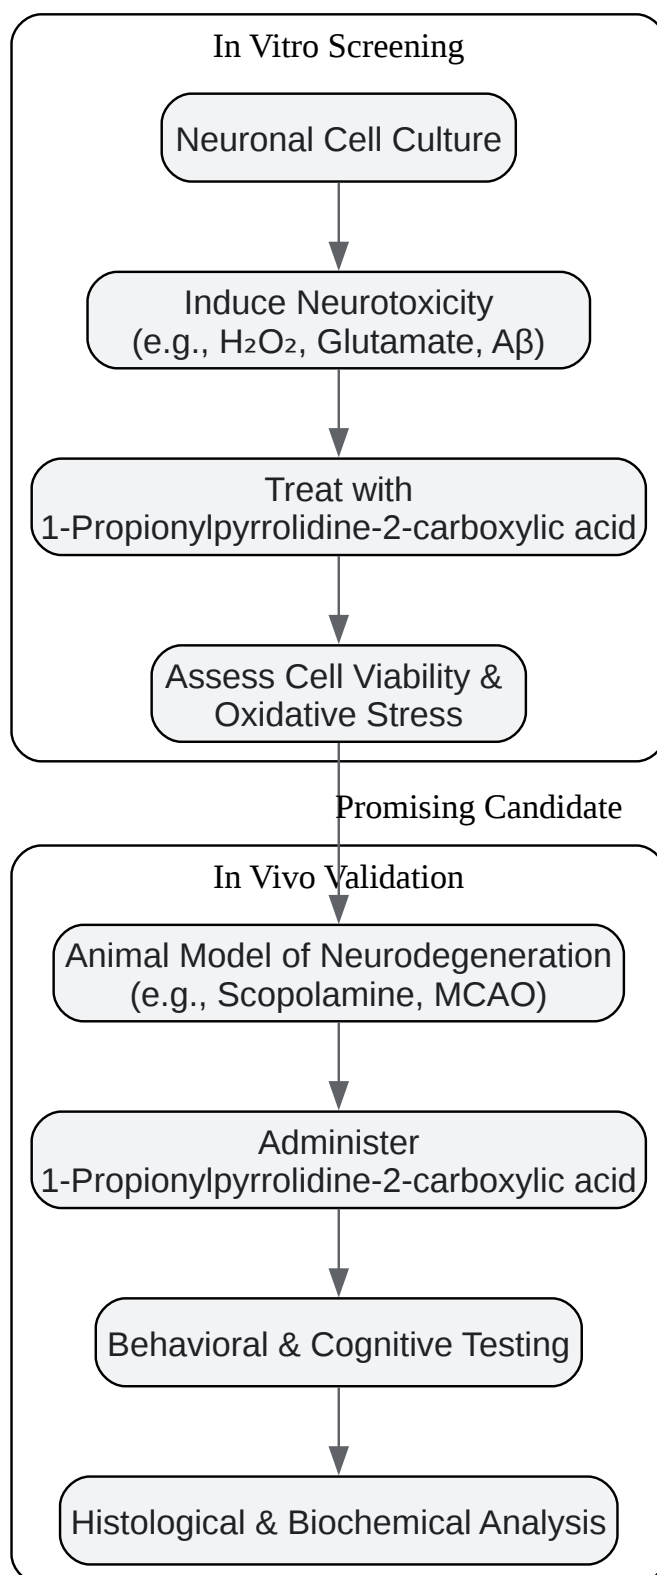 In Vitro Screening
Neuronal Cell Culture
Induce Neurotoxicity
(e.g., H₂O₂, Glutamate, Aβ)
Treat with
1-Propionylpyrrolidine-2-carboxylic acid
Assess Cell Viability &
Oxidative Stress
Promising Candidate
In Vivo Validation
Animal Model of Neurodegeneration
(e.g., Scopolamine, MCAO)
Administer
1-Propionylpyrrolidine-2-carboxylic acid
Behavioral & Cognitive Testing
Histological & Biochemical Analysis